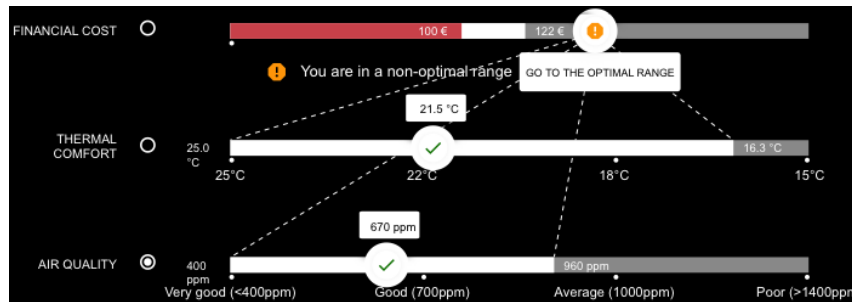 FINANCIAL COST
100 €
122 €
You are in a non-optimal range
GO TO THE OPTIMAL RANGE
21.5 °C
THERMAL
COMFORT
25.0
°C
16.3 °C
25°C
22°C
18°C
15°C
670 ppm
AIR QUALITY
400
ppm
960 ppm
Very good (<400ppm)
Good (700ppm)
Average (1000ppm)
Poor (>1400ppm